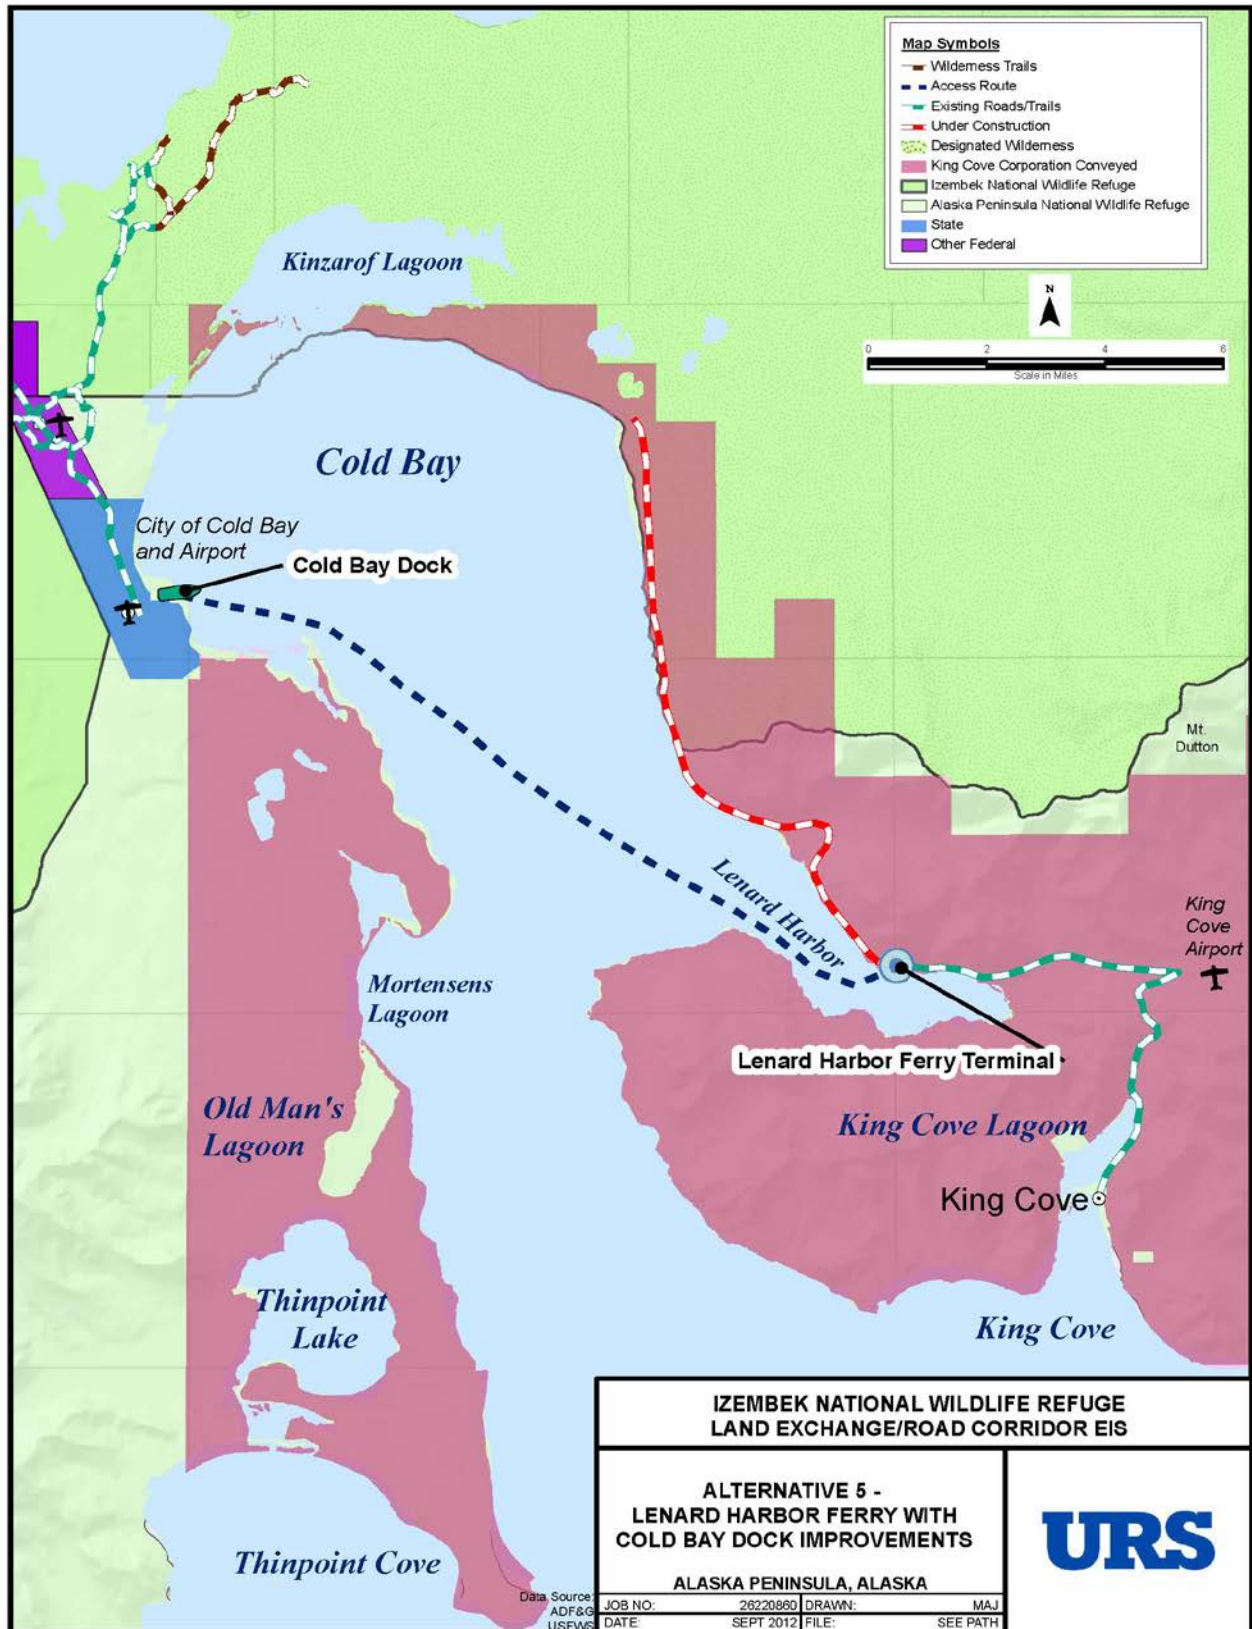 Map Symbols
Wilderness Trails
Access Route
Existing Roads/Trails
Under Construction
Designated Wilderness
King Cove Corporation Conveyed
Izembek National Wildlife Refuge
Alaska Peninsula National Wildlife Refuge
State
Other Federal
N
0 2 4 6
Scale in Miles
Kinzarof Lagoon
Cold Bay
City of Cold Bay
and Airport
Cold Bay Dock
Mt.
Dutton
Lenard Harbor
King
Cove
Airport
Mortensens
Lagoon
Lenard Harbor Ferry Terminal
Old Man's
Lagoon
King Cove Lagoon
King Cove
Thinpoint
Lake
King Cove
Thinpoint Cove
Data Source:
ADF&G
USFWS
IZEMBEK NATIONAL WILDLIFE REFUGE
LAND EXCHANGE/ROAD CORRIDOR EIS
ALTERNATIVE 5 -
LENARD HARBOR FERRY WITH
COLD BAY DOCK IMPROVEMENTS
ALASKA PENINSULA, ALASKA
JOB NO: 26220860 DRAWN: MAJ
DATE: SEPT 2012 FILE: SEE PATH
URS